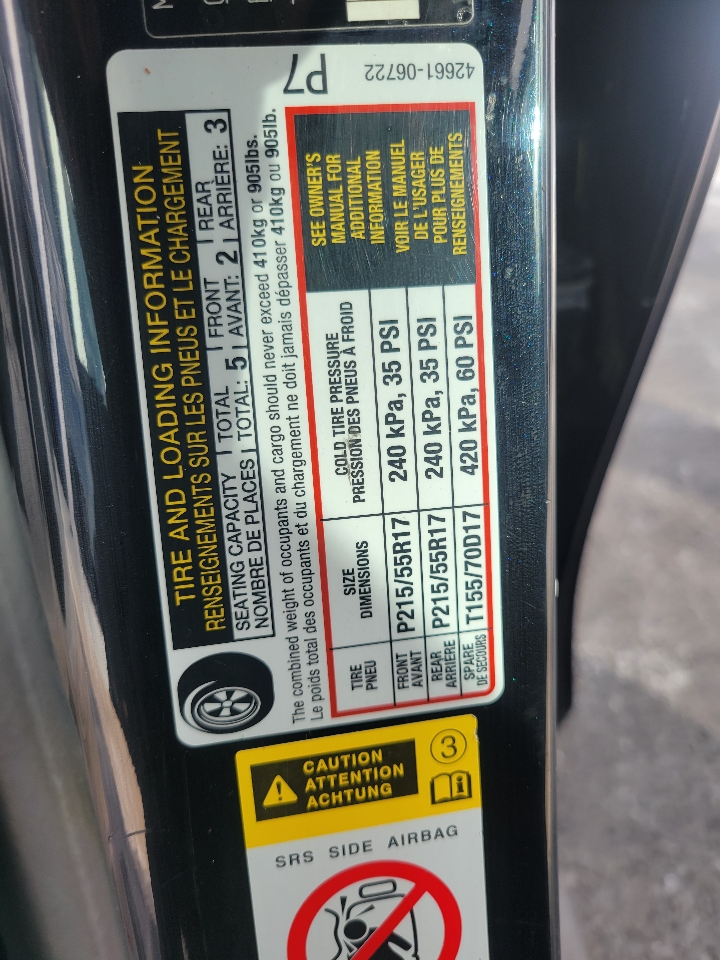 TIRE AND LOADING INFORMATION
RENSEIGNEMENTS SUR LES PNEUS ET LE CHARGEMENT
SEATING CAPACITY TOTAL FRONT REAR
NOMBRE DE PLACES TOTAL: 5 AVANT: 2 ARRIÈRE: 3
The combined weight of occupants and cargo should never exceed 410kg or 905lbs.
Le poids total des occupants et du chargement ne doit jamais dépasser 410kg ou 905lb.
P7
42661-06722
TIRE
PNEU
SIZE
DIMENSIONS
COLD TIRE PRESSURE
PRESSION DES PNEUS À FROID
FRONT
AVANT
P215/55R17
240 kPa, 35 PSI
REAR
ARRIÈRE
P215/55R17
240 kPa, 35 PSI
SPARE
DE SECOURS
T155/70D17
420 kPa, 60 PSI
SEE OWNER'S
MANUAL FOR
ADDITIONAL
INFORMATION
VOIR LE MANUEL
DE L'USAGER
POUR PLUS DE
RENSEIGNEMENTS
CAUTION
ATTENTION
ACHTUNG
3
SRS SIDE AIRBAG